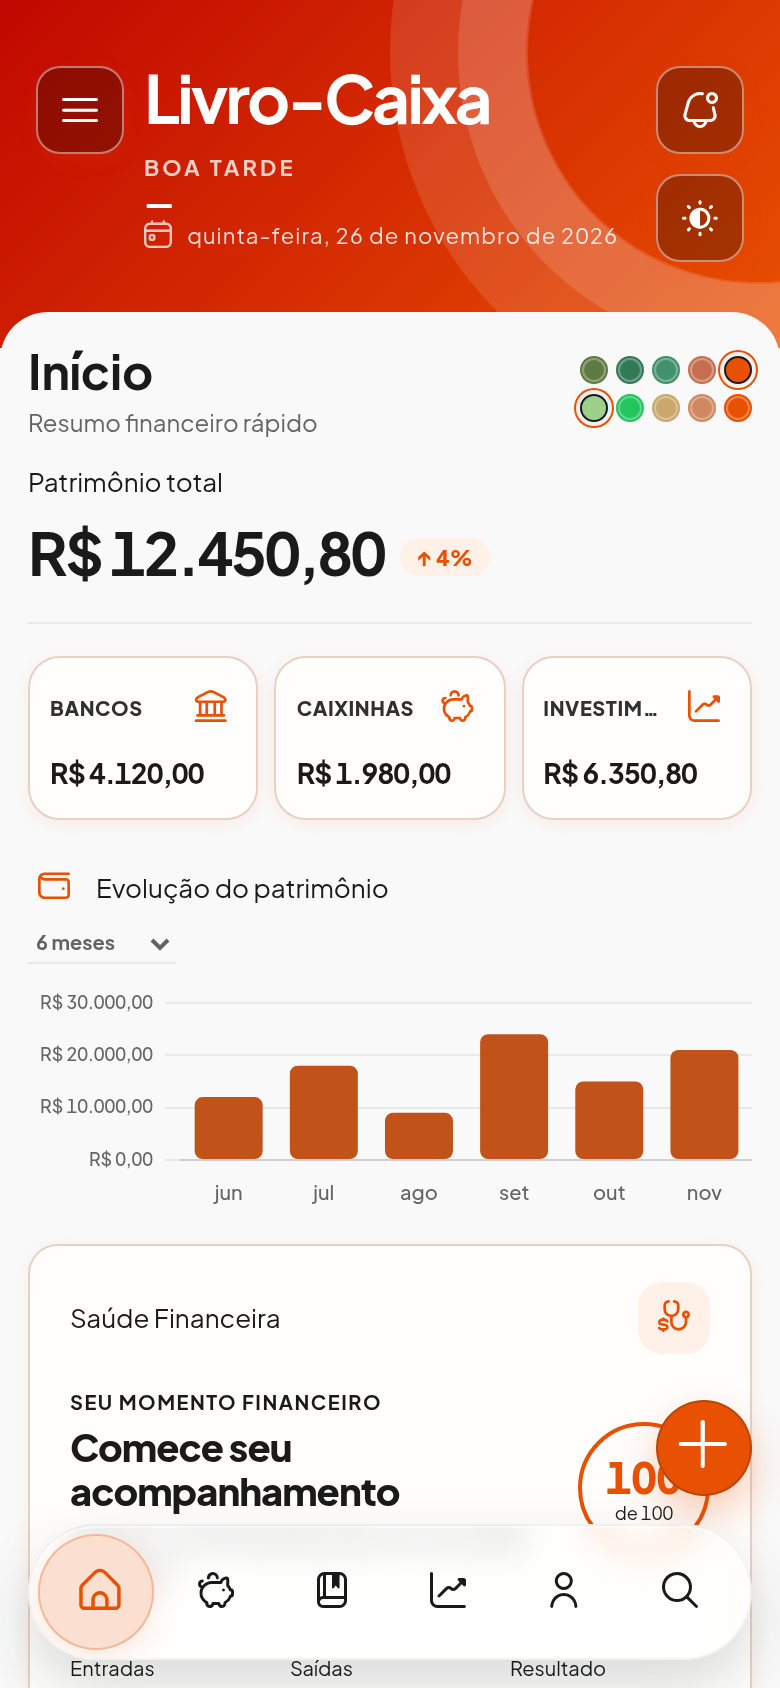 Livro-Caixa
BOA TARDE
quinta-feira, 26 de novembro de 2026
Início
Resumo financeiro rápido
Patrimônio total
R$ 12.450,80 ↑ 4%
BANCOS
R$ 4.120,00
CAIXINHAS
R$ 1.980,00
INVESTIM…
R$ 6.350,80
Evolução do patrimônio
6 meses
R$ 30.000,00
R$ 20.000,00
R$ 10.000,00
R$ 0,00
jun jul ago set out nov
Saúde Financeira
SEU MOMENTO FINANCEIRO
Comece seu
acompanhamento
100
de 100
Entradas Saídas Resultado